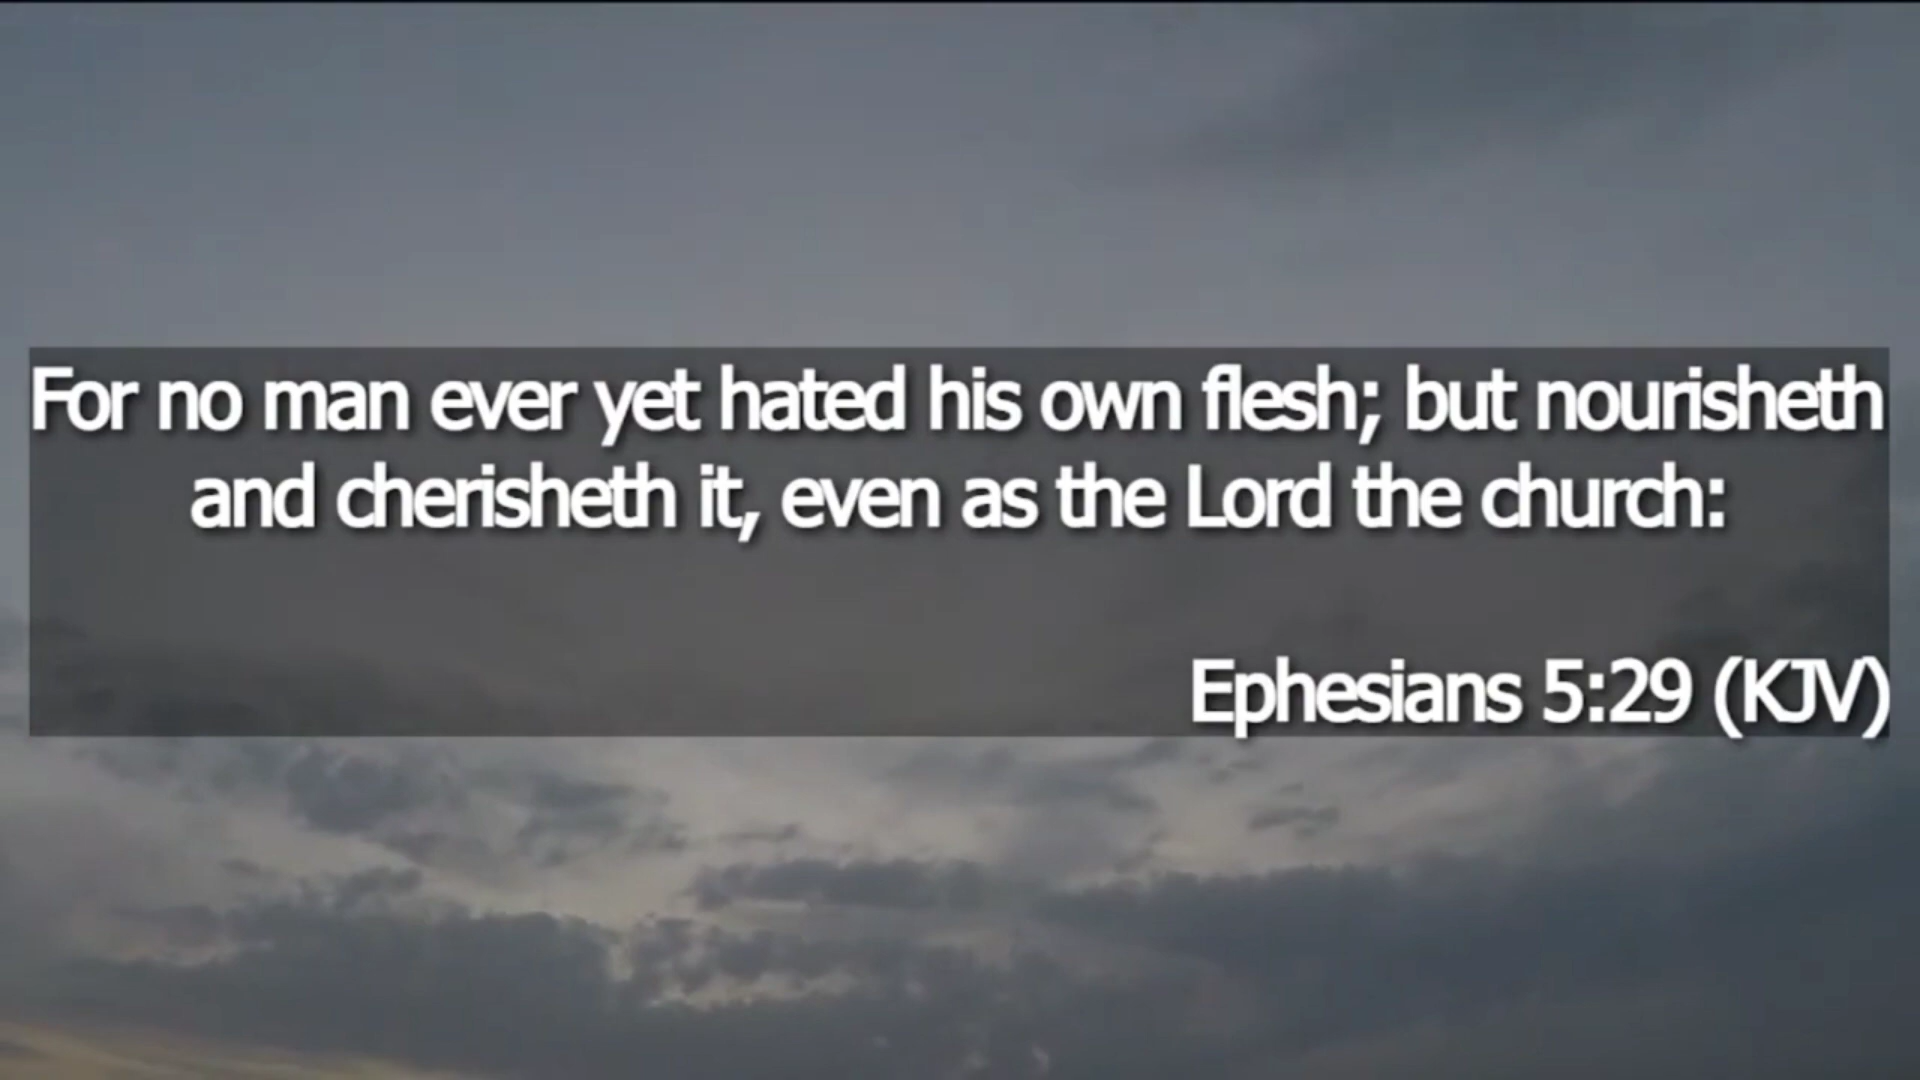 For no man ever yet hated his own flesh; but nourisheth
and cherisheth it, even as the Lord the church:
Ephesians 5:29 (KJV)